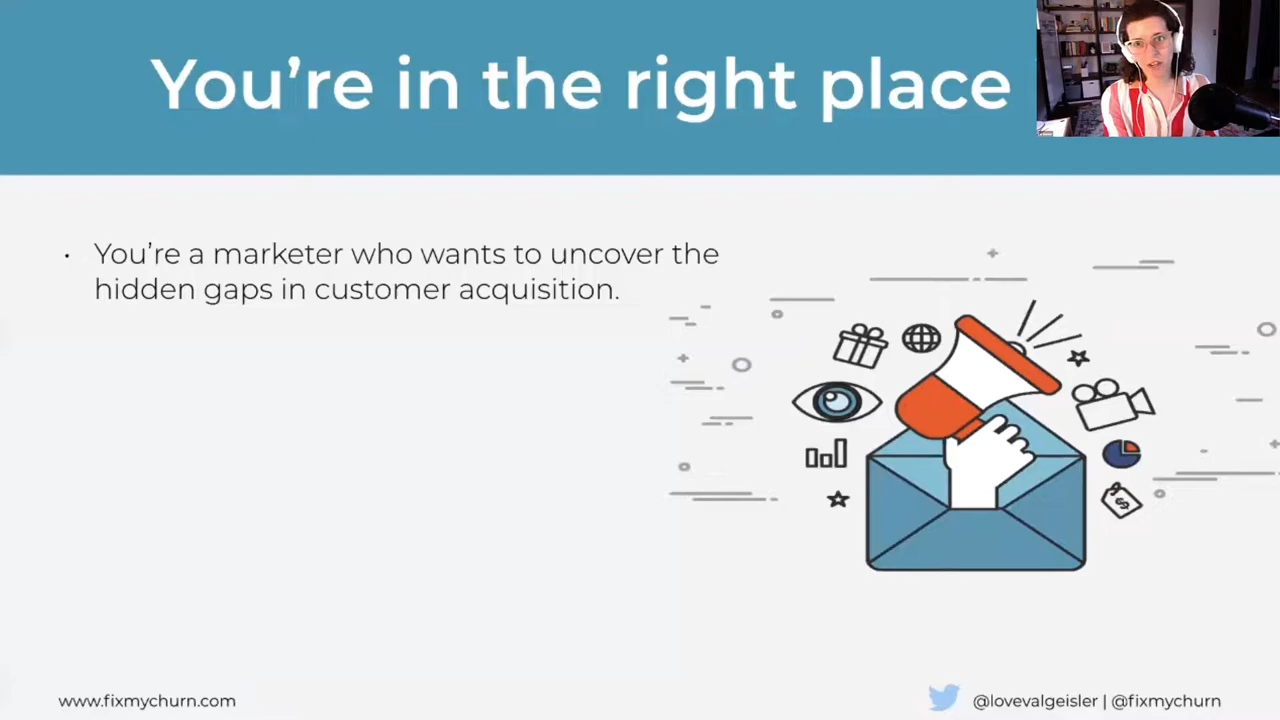 You're in the right place
• You're a marketer who wants to uncover the
hidden gaps in customer acquisition.
$
www.fixmychurn.com
@lovevalgeisler | @fixmychurn